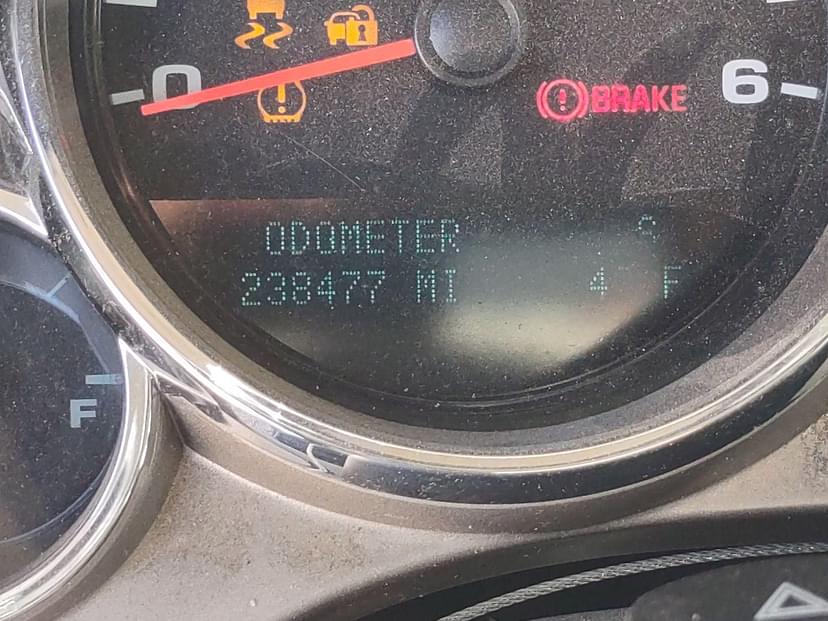 0
BRAKE
6
ODOMETER S
238477 MI 4 F
F